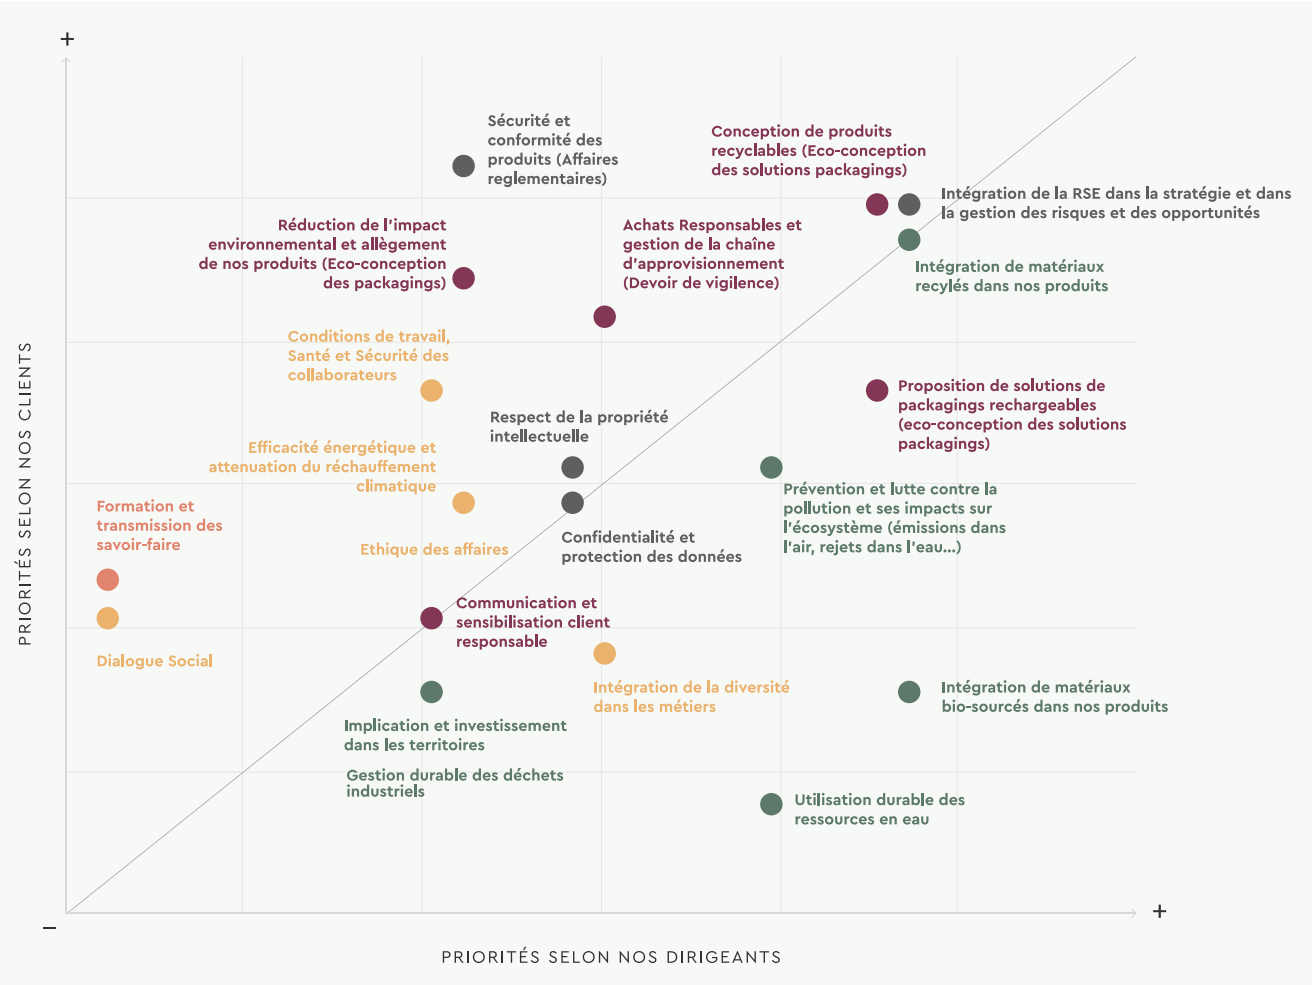 +
Sécurité et
conformité des
produits (Affaires
reglementaires)
Conception de produits
recyclables (Eco-conception
des solutions packagings)
Intégration de la RSE dans la stratégie et dans
la gestion des risques et des opportunités
Réduction de l'impact
environnemental et allègement
de nos produits (Eco-conception
des packagings)
Achats Responsables et
gestion de la chaîne
d'approvisionnement
(Devoir de vigilence)
Intégration de matériaux
recylés dans nos produits
Conditions de travail,
Santé et Sécurité des
collaborateurs
Proposition de solutions de
packagings rechargeables
(eco-conception des solutions
packagings)
Respect de la propriété
intellectuelle
Efficacité énergétique et
attenuation du réchauffement
climatique
Prévention et lutte contre la
pollution et ses impacts sur
l'écosystème (émissions dans
l'air, rejets dans l'eau...)
Formation et
transmission des
savoir-faire
Ethique des affaires
Confidentialité et
protection des données
Communication et
sensibilisation client
responsable
Dialogue Social
Intégration de la diversité
dans les métiers
Intégration de matériaux
bio-sourcés dans nos produits
Implication et investissement
dans les territoires
Gestion durable des déchets
industriels
Utilisation durable des
ressources en eau
PRIORITÉS SELON NOS CLIENTS
–
+
PRIORITÉS SELON NOS DIRIGEANTS